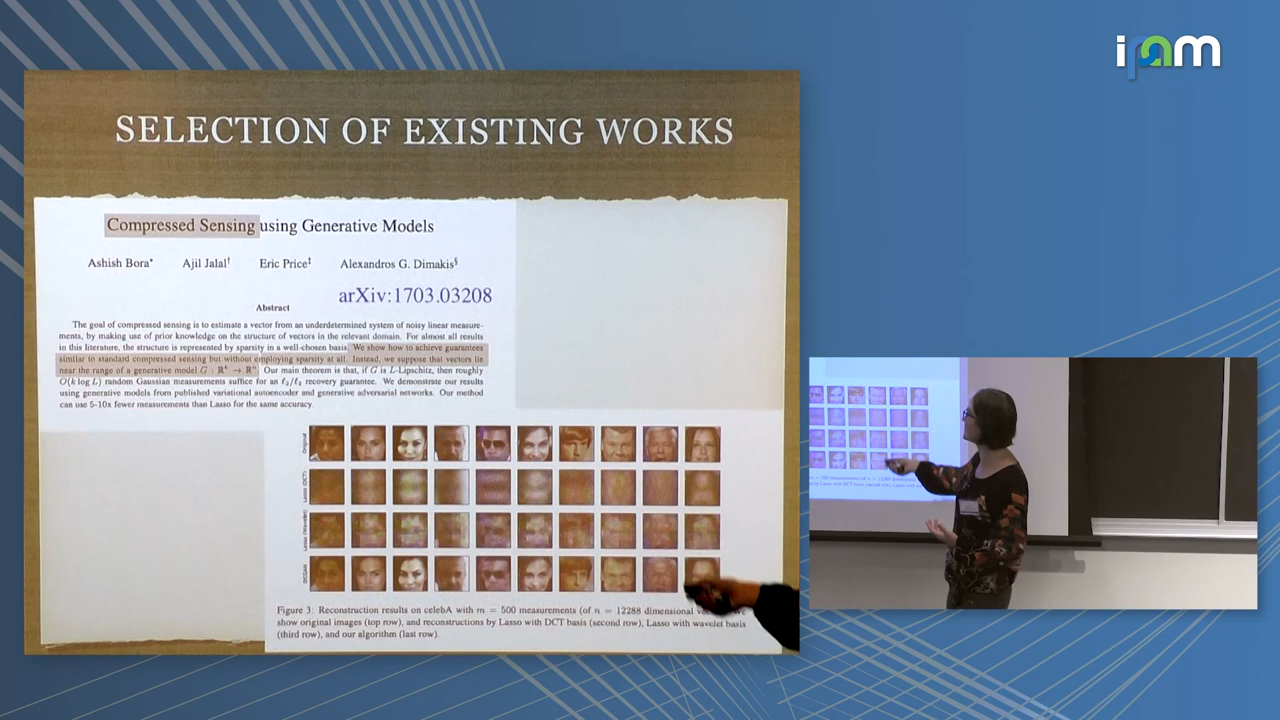 ipam
SELECTION OF EXISTING WORKS
Compressed Sensing using Generative Models
Ashish Bora* Ajil Jalal† Eric Price‡ Alexandros G. Dimakis§
arXiv:1703.03208
Abstract
The goal of compressed sensing is to estimate a vector from an underdetermined system of noisy linear measure-
ments, by making use of prior knowledge on the structure of vectors in the relevant domain. For almost all results
in this literature, the structure is represented by sparsity in a well-chosen basis. We show how to achieve guarantees
similar to standard compressed sensing but without employing sparsity at all. Instead, we suppose that vectors lie
near the range of a generative model G : ℝᵏ → ℝⁿ. Our main theorem is that, if G is L-Lipschitz, then roughly
O(k log L) random Gaussian measurements suffice for an ℓ₂/ℓ₂ recovery guarantee. We demonstrate our results
using generative models from published variational autoencoder and generative adversarial networks. Our method
can use 5-10x fewer measurements than Lasso for the same accuracy.
Original
Lasso (DCT)
Lasso (Wavelet)
DCGAN
Figure 3: Reconstruction results on celebA with m = 500 measurements (of n = 12288 dimensional
show original images (top row), and reconstructions by Lasso with DCT basis (second row), Lasso with wavelet basis
(third row), and our algorithm (last row).